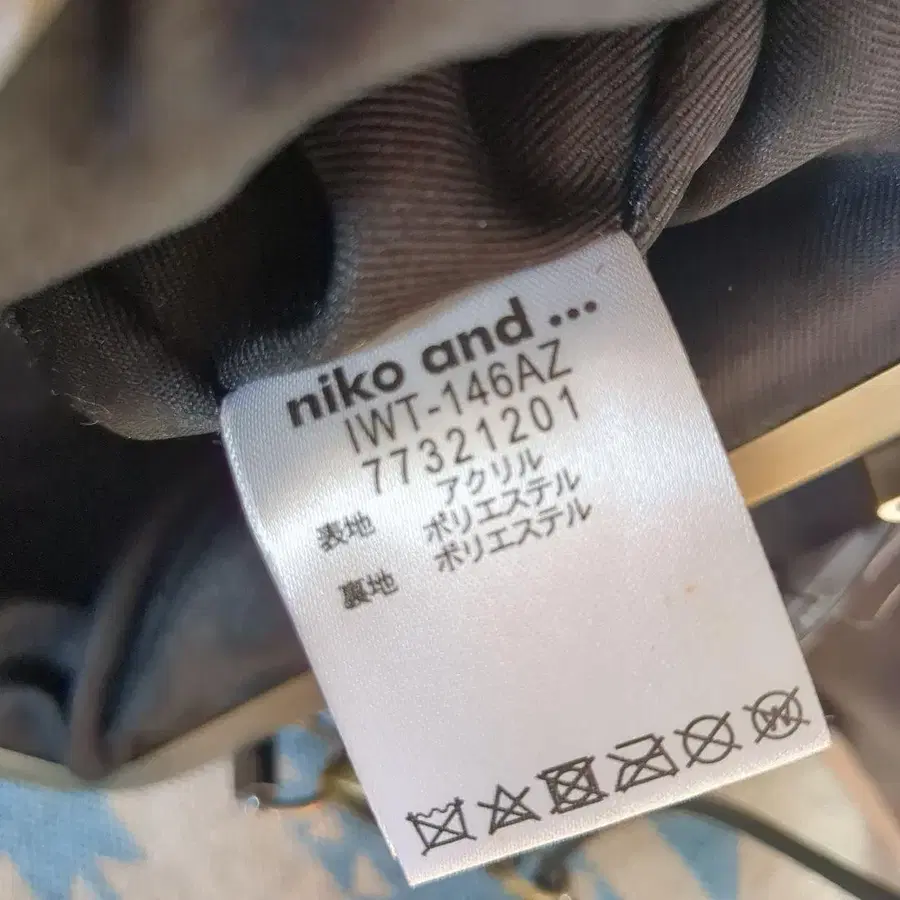 niko and ...
IWT-146AZ
77321201
表地 アクリル
ポリエステル
裏地 ポリエステル
W